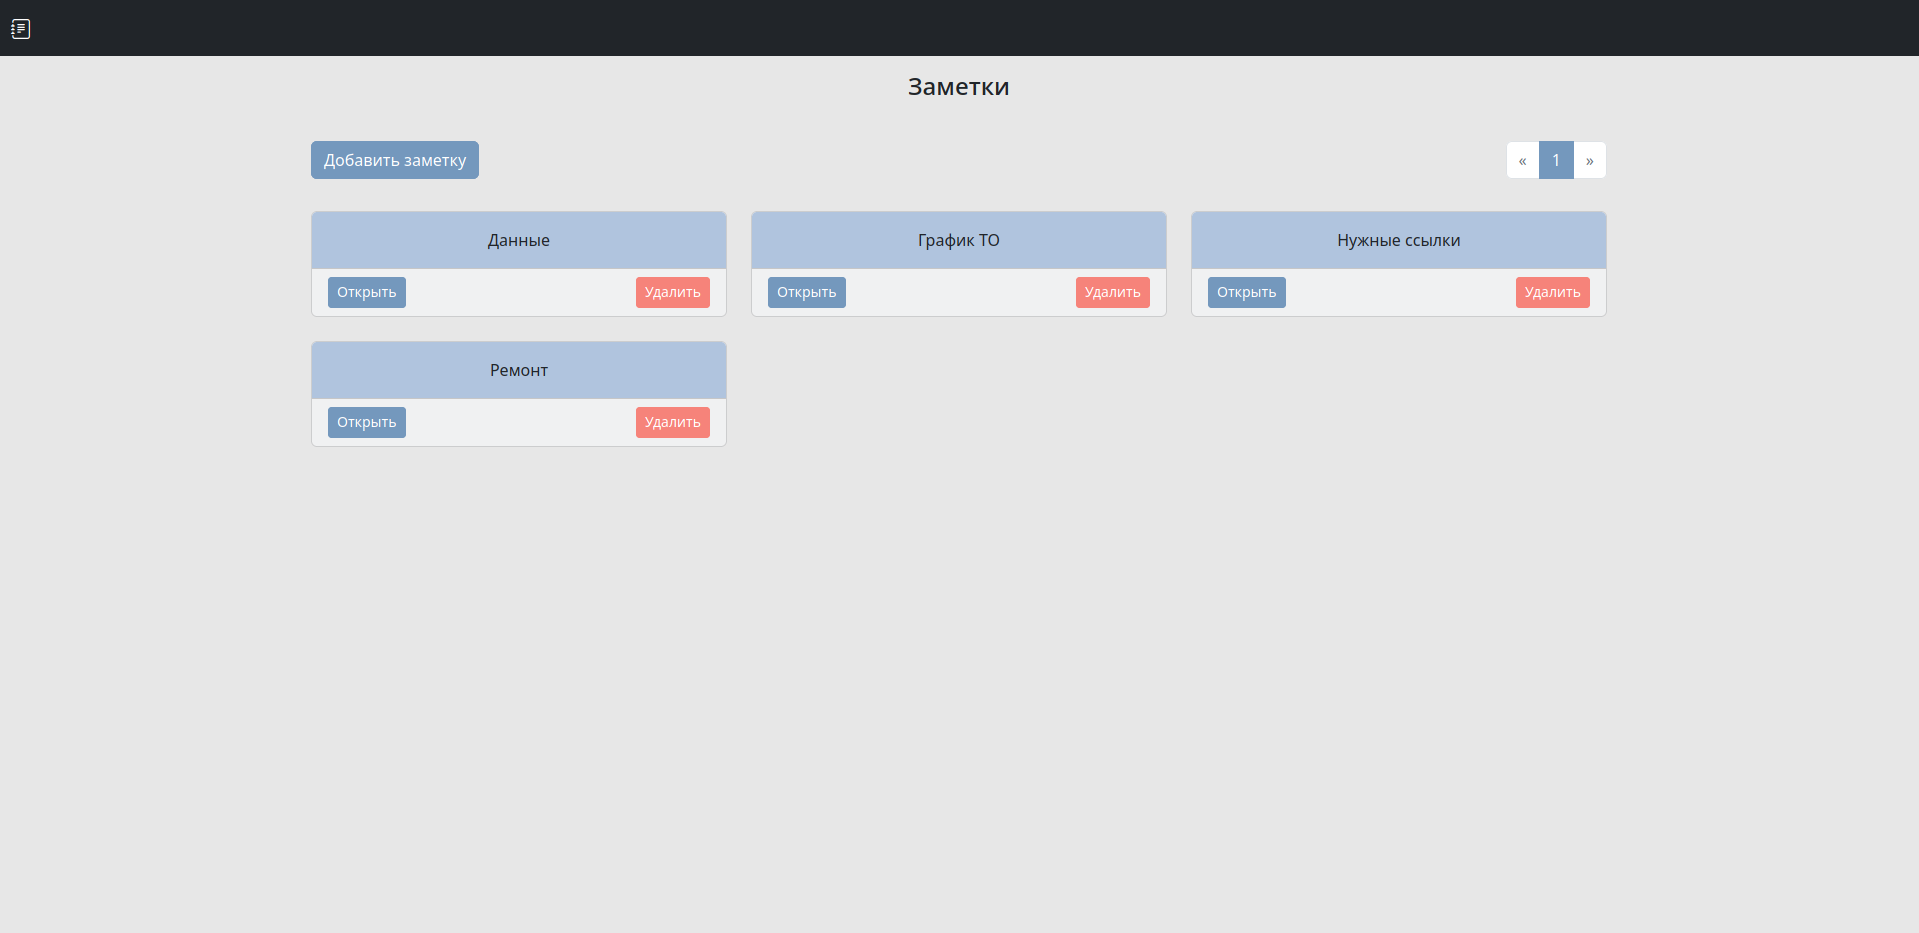 Заметки
Добавить заметку
« 1 »
Данные
Открыть Удалить
График ТО
Открыть Удалить
Нужные ссылки
Открыть Удалить
Ремонт
Открыть Удалить